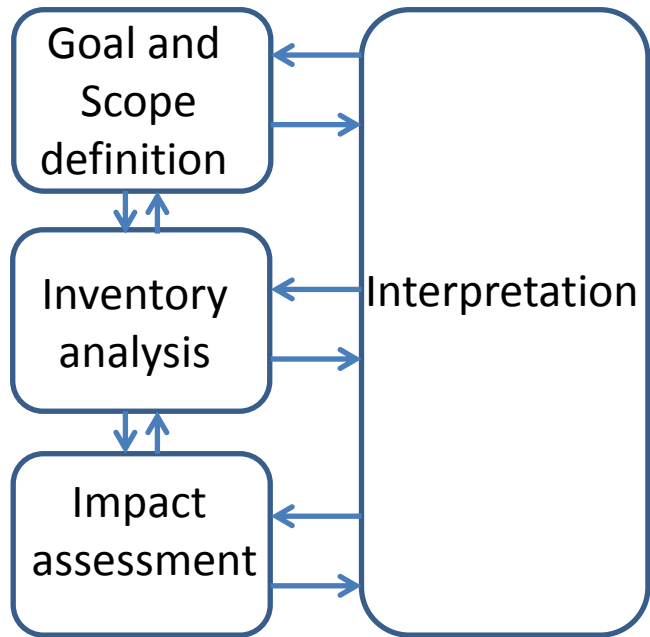 Goal and
Scope
definition
Inventory
analysis
Interpretation
Impact
assessment